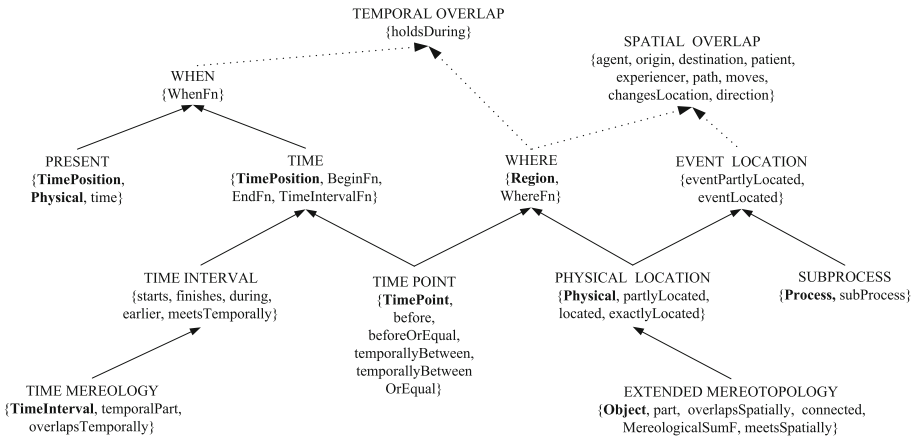 TEMPORAL OVERLAP
{holdsDuring}
SPATIAL OVERLAP
{agent, origin, destination, patient,
experiencer, path, moves,
changesLocation, direction}
WHEN
{WhenFn}
PRESENT
{TimePosition,
Physical, time}
TIME
{TimePosition, BeginFn,
EndFn, TimeIntervalFn}
WHERE
{Region,
WhereFn}
EVENT LOCATION
{eventPartlyLocated,
eventLocated}
TIME INTERVAL
{starts, finishes, during,
earlier, meetsTemporally}
TIME POINT
{TimePoint,
before,
beforeOrEqual,
temporallyBetween,
temporallyBetween
OrEqual}
PHYSICAL LOCATION
{Physical, partlyLocated,
located, exactlyLocated}
SUBPROCESS
{Process, subProcess}
TIME MEREOLOGY
{TimeInterval, temporalPart,
overlapsTemporally}
EXTENDED MEREOTOPOLOGY
{Object, part, overlapsSpatially, connected,
MereologicalSumF, meetsSpatially}